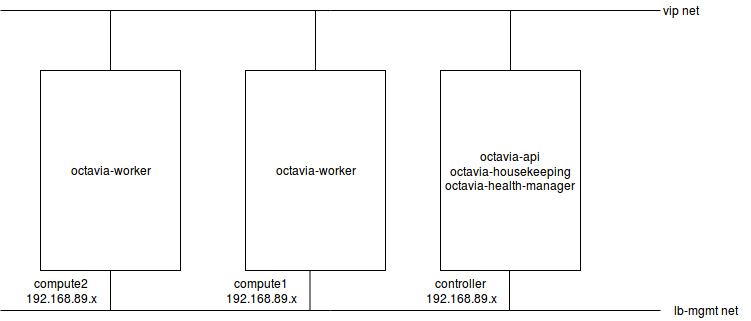 vip net
octavia-worker
octavia-worker
octavia-api
octavia-housekeeping
octavia-health-manager
compute2
192.168.89.x
compute1
192.168.89.x
controller
192.168.89.x
lb-mgmt net